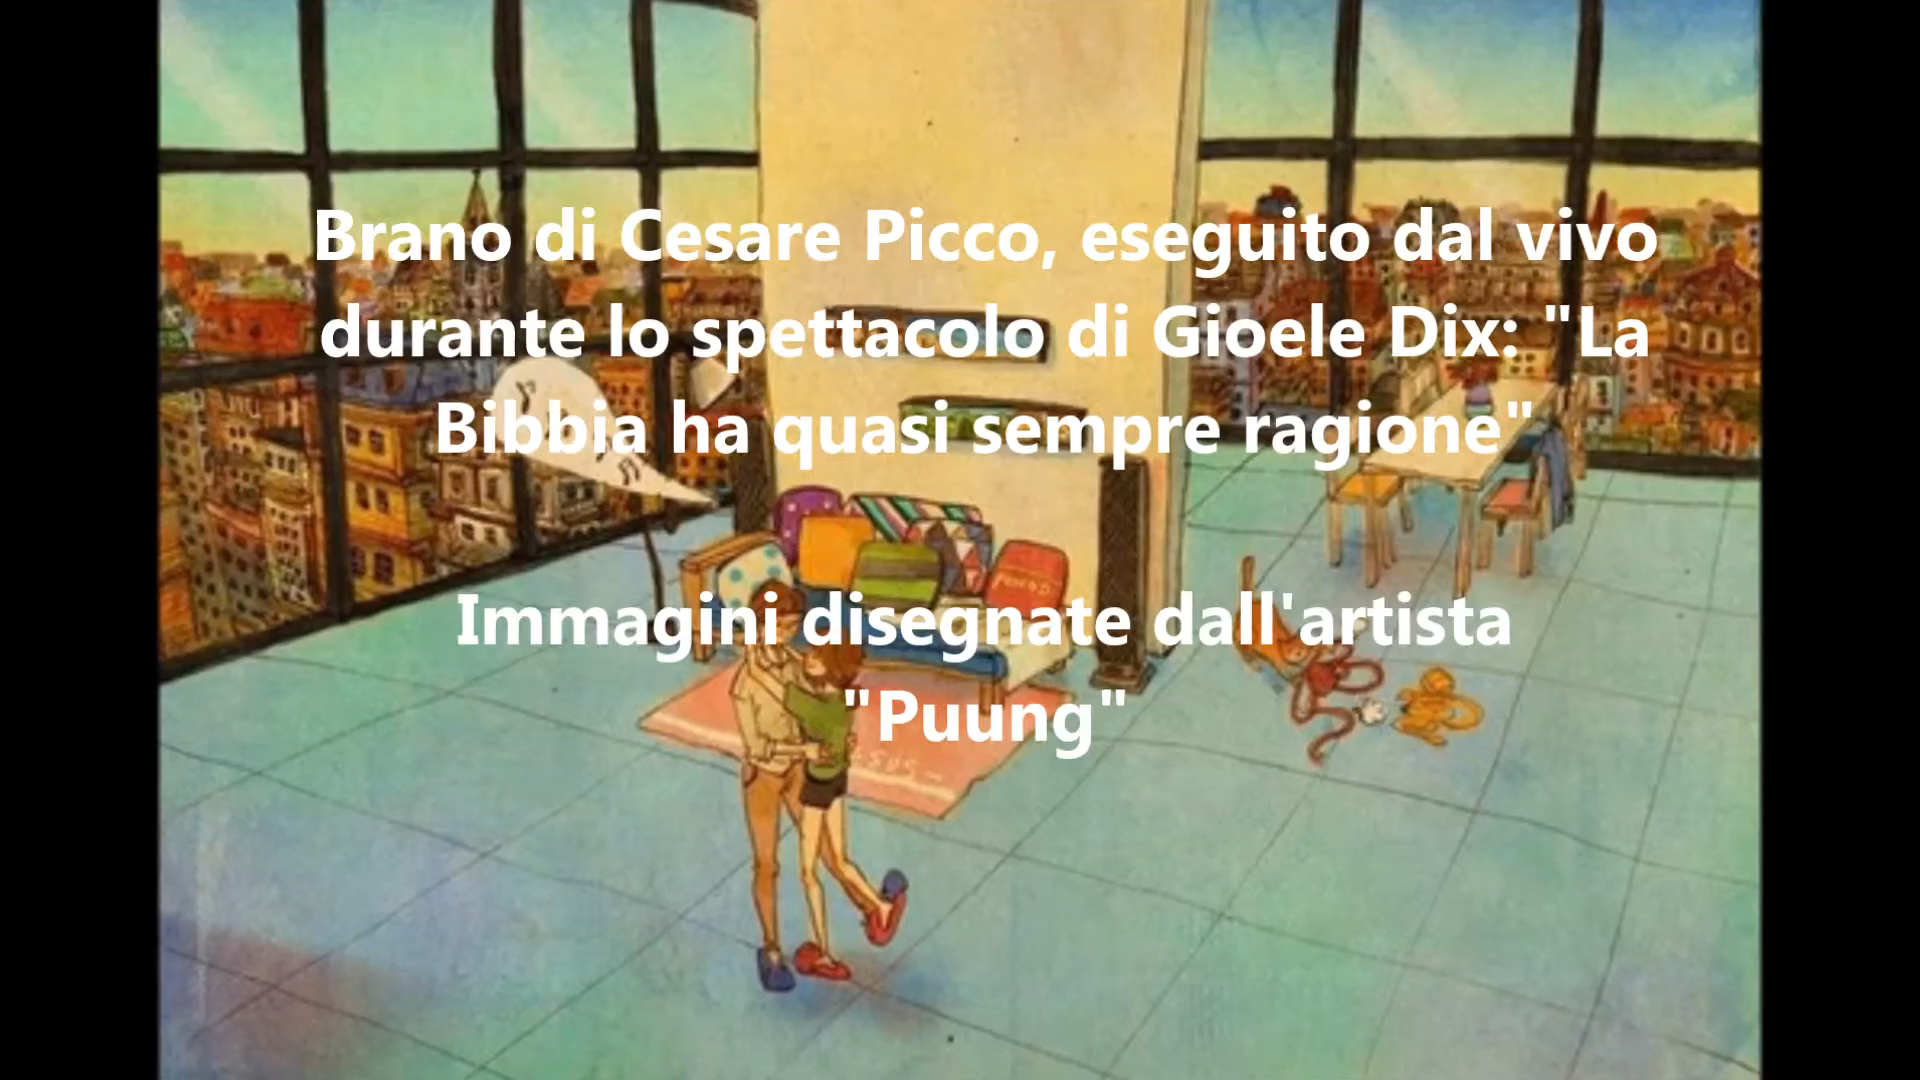 Brano di Cesare Picco, eseguito dal vivo
durante lo spettacolo di Gioele Dix: "La
Bibbia ha quasi sempre ragione"
Immagini disegnate dall'artista
"Puung"